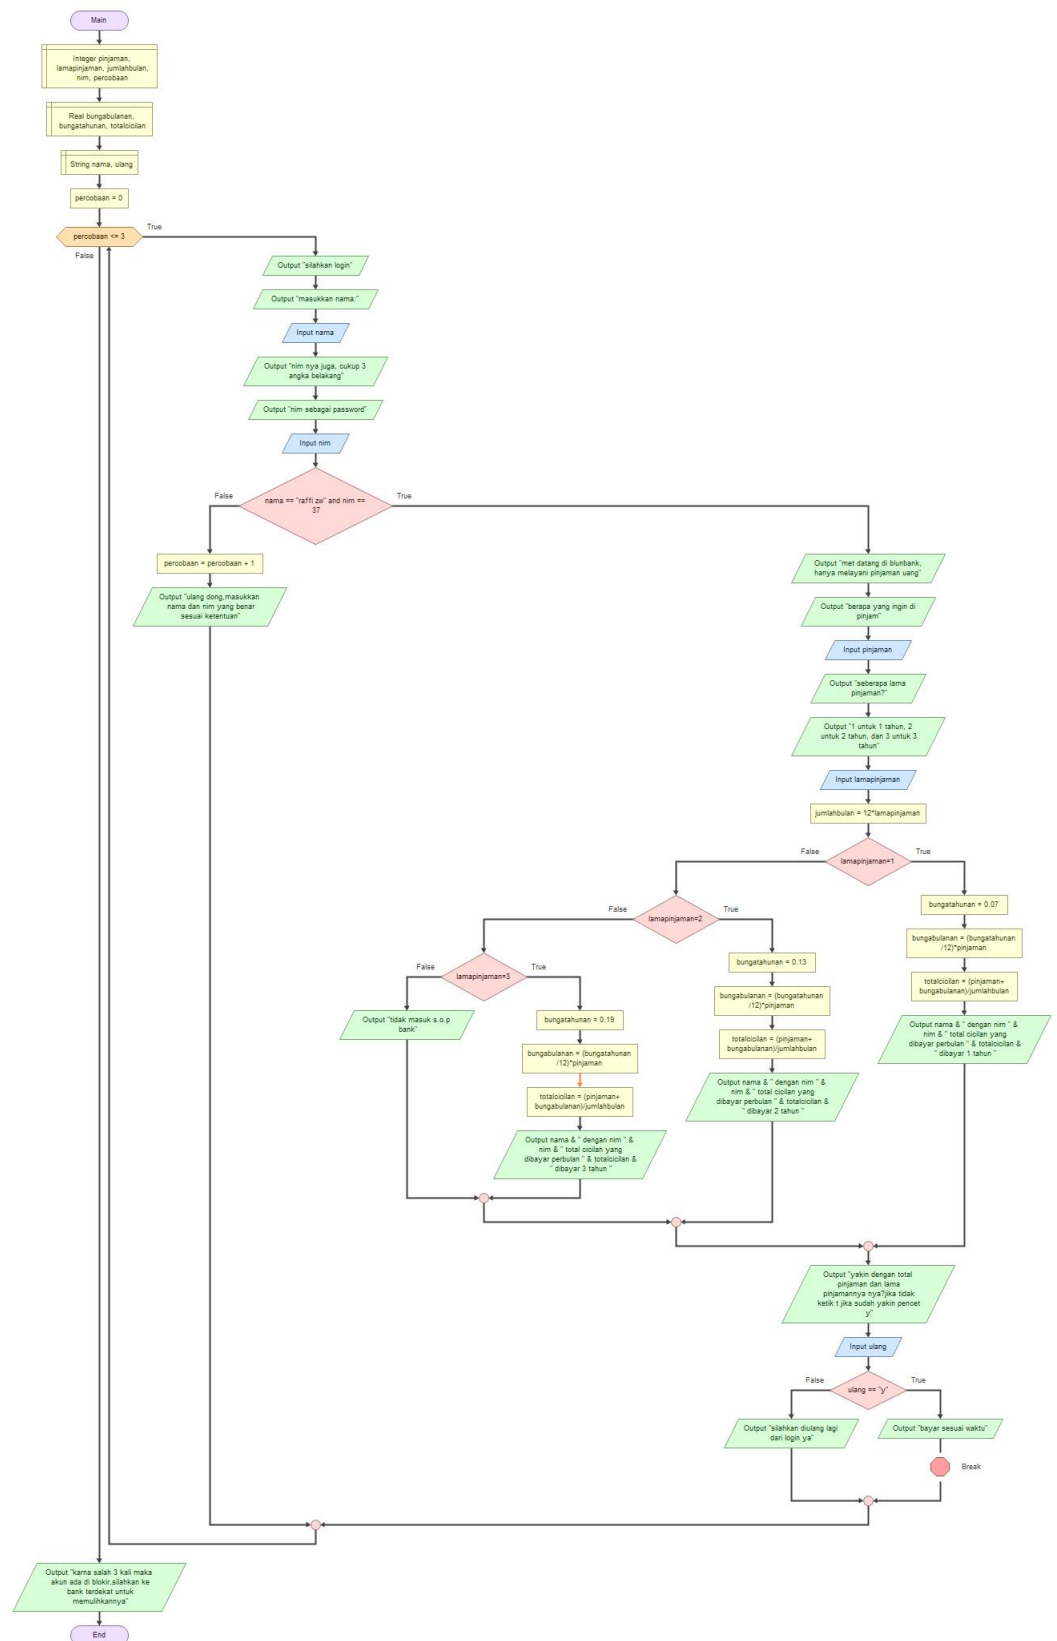 Main
Integer pinjaman,
lamapinjaman, jumlahbulan,
nim, percobaan
Real bungabulanan,
bungatahunan, totalcicilan
String nama, ulang
percobaan = 0
percobaan <= 3
True
False
Output "silahkan login"
Output "masukkan nama:"
Input nama
Output "nim nya juga, cukup 3
angka belakang"
Output "nim sebagai password"
Input nim
nama == "raffi zw" and nim ==
37
False
True
percobaan = percobaan + 1
Output "ulang dong,masukkan
nama dan nim yang benar
sesuai ketentuan"
Output "met datang di blunbank,
hanya melayani pinjaman uang"
Output "berapa yang ingin di
pinjam"
Input pinjaman
Output "seberapa lama
pinjaman?"
Output "1 untuk 1 tahun, 2
untuk 2 tahun, dan 3 untuk 3
tahun"
Input lamapinjaman
jumlahbulan = 12*lamapinjaman
lamapinjaman=1
False
True
bungatahunan = 0.07
bungabulanan = (bungatahunan
/12)*pinjaman
totalcicilan = (pinjaman+
bungabulanan)/jumlahbulan
Output nama & " dengan nim " &
nim & " total cicilan yang
dibayar perbulan " & totalcicilan &
" dibayar 1 tahun "
lamapinjaman=2
False
True
bungatahunan = 0.13
bungabulanan = (bungatahunan
/12)*pinjaman
totalcicilan = (pinjaman+
bungabulanan)/jumlahbulan
Output nama & " dengan nim " &
nim & " total cicilan yang
dibayar perbulan " & totalcicilan &
" dibayar 2 tahun "
lamapinjaman=3
False
True
Output "tidak masuk s.o.p
bank"
bungatahunan = 0.19
bungabulanan = (bungatahunan
/12)*pinjaman
totalcicilan = (pinjaman+
bungabulanan)/jumlahbulan
Output nama & " dengan nim " &
nim & " total cicilan yang
dibayar perbulan " & totalcicilan &
" dibayar 3 tahun "
Output "yakin dengan total
pinjaman dan lama
pinjamannya nya?jika tidak
ketik t jika sudah yakin pencet
y"
Input ulang
ulang == "y"
False
True
Output "silahkan diulang lagi
dari login ya"
Output "bayar sesuai waktu"
Break
Output "karna salah 3 kali maka
akun ada di blokir,silahkan ke
bank terdekat untuk
memulihkannya"
End